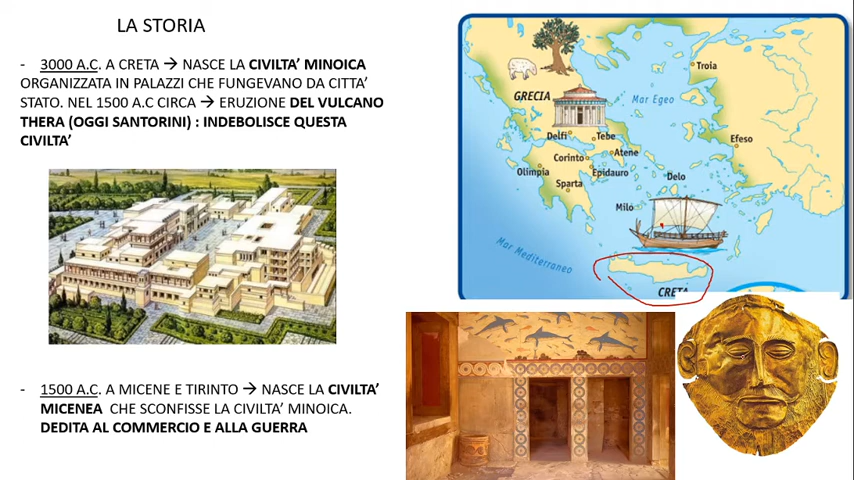 LA STORIA
- 3000 A.C. A CRETA → NASCE LA CIVILTA’ MINOICA
ORGANIZZATA IN PALAZZI CHE FUNGEVANO DA CITTA’
STATO. NEL 1500 A.C CIRCA → ERUZIONE DEL VULCANO
THERA (OGGI SANTORINI) : INDEBOLISCE QUESTA
CIVILTA’
- 1500 A.C. A MICENE E TIRINTO → NASCE LA CIVILTA’
MICENEA CHE SCONFISSE LA CIVILTA’ MINOICA.
DEDITA AL COMMERCIO E ALLA GUERRA
Troia
GRECIA
Mar Egeo
Delfi
Tebe
Efeso
Atene
Corinto
Olimpia
Epidauro
Delo
Sparta
Milo
Mar Mediterraneo
CRETA